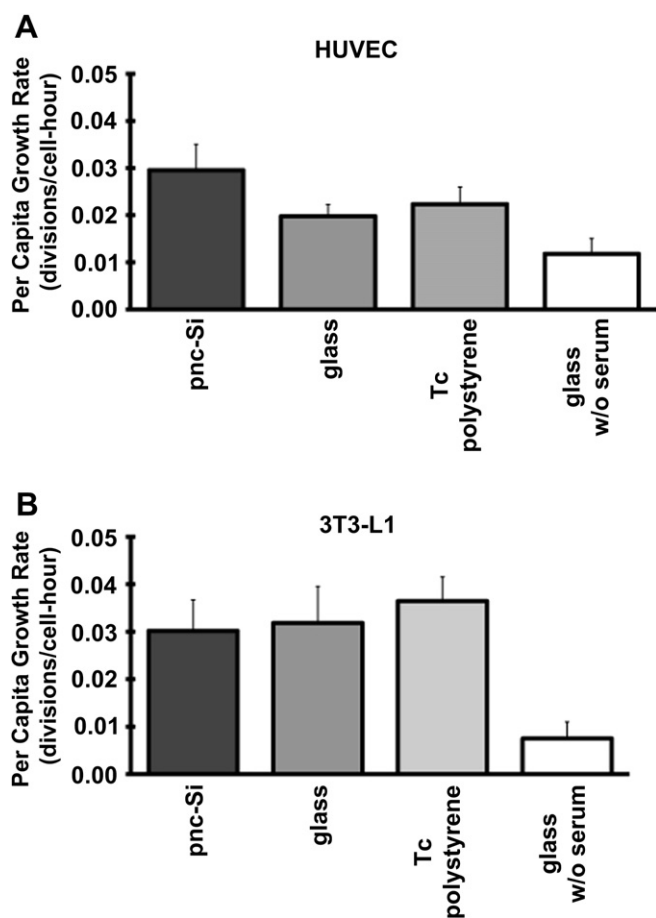 A
HUVEC
Per Capita Growth Rate
(divisions/cell-hour)
0.05
0.04
0.03
0.02
0.01
0.00
pnc-Si
glass
Tc
polystyrene
glass
w/o serum
B
3T3-L1
Per Capita Growth Rate
(divisions/cell-hour)
0.05
0.04
0.03
0.02
0.01
0.00
pnc-Si
glass
Tc
polystyrene
glass
w/o serum